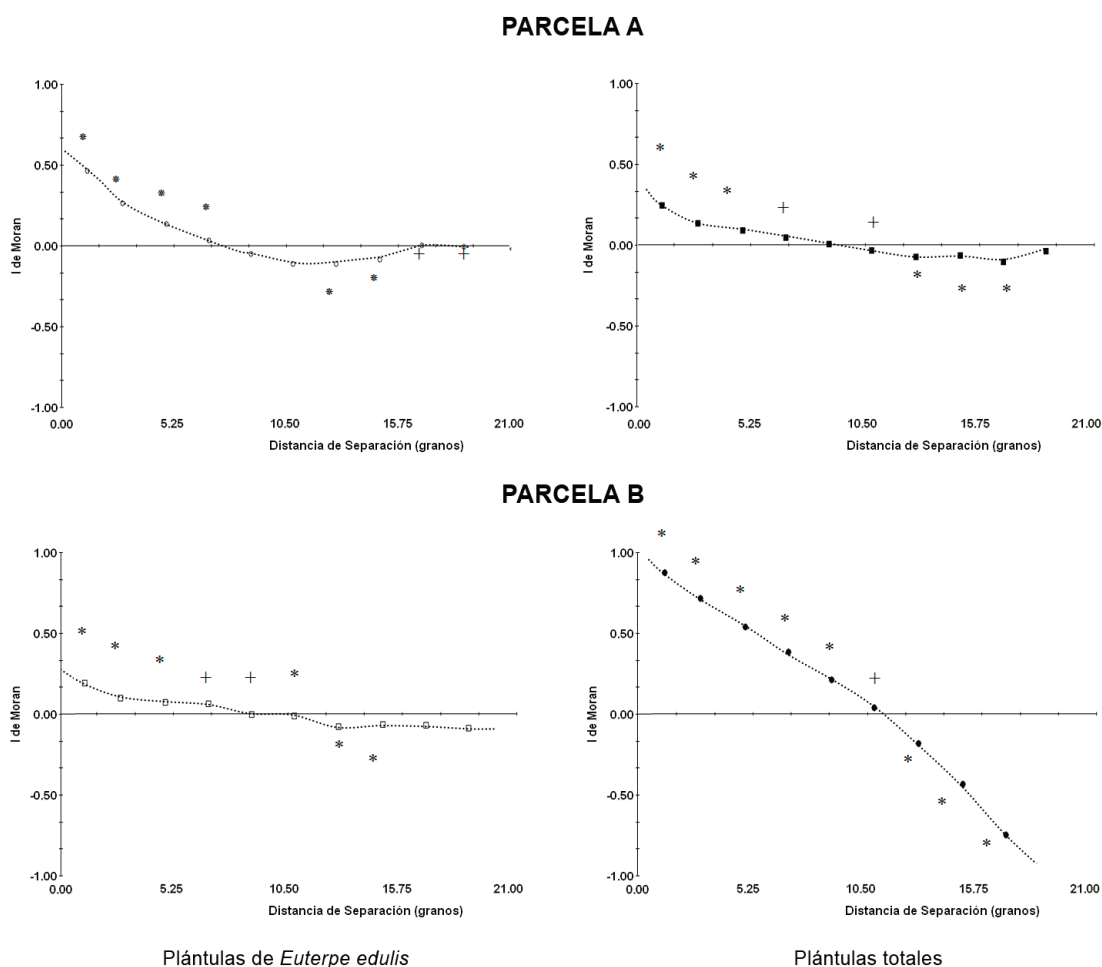 PARCELA A
1.00
0.50
0.00
-0.50
-1.00
I de Moran
0.00 5.25 10.50 15.75 21.00
Distancia de Separación (granos)
1.00
0.50
0.00
-0.50
-1.00
I de Moran
0.00 5.25 10.50 15.75 21.00
Distancia de Separación (granos)
PARCELA B
1.00
0.50
0.00
-0.50
-1.00
I de Moran
0.00 5.25 10.50 15.75 21.00
Distancia de Separación (granos)
Plántulas de Euterpe edulis
1.00
0.50
0.00
-0.50
-1.00
I de Moran
0.00 5.25 10.50 15.75 21.00
Distancia de Separación (granos)
Plántulas totales